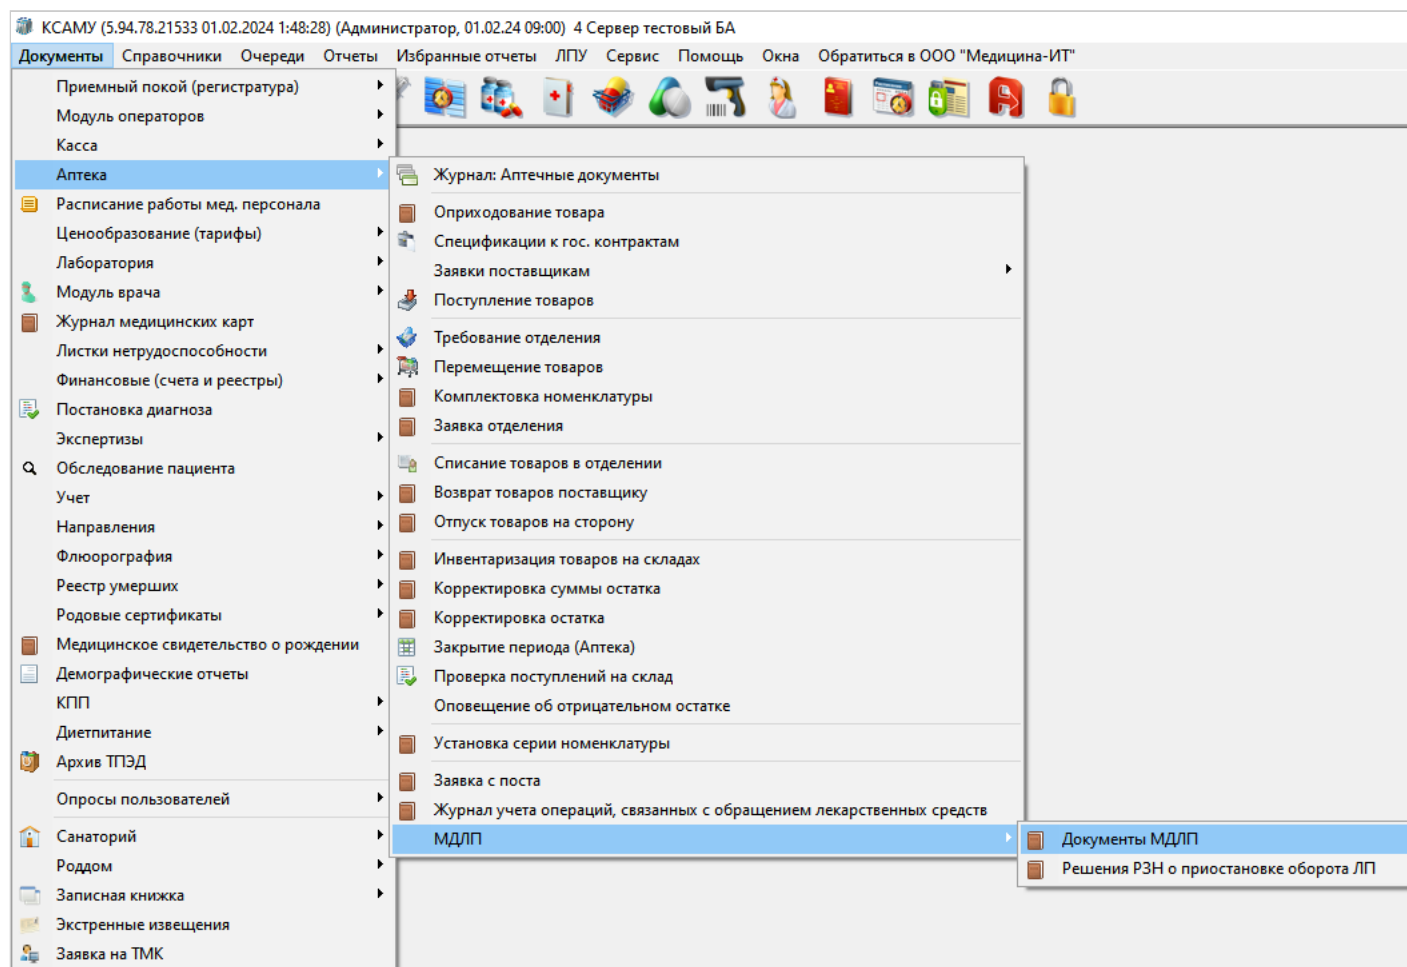 КСАМУ (5.94.78.21533 01.02.2024 1:48:28) (Администратор, 01.02.24 09:00) 4 Сервер тестовый БА
Документы Справочники Очереди Отчеты Избранные отчеты ЛПУ Сервис Помощь Окна Обратиться в ООО "Медицина-ИТ"
Приемный покой (регистратура)
Модуль операторов
Касса
Аптека
Расписание работы мед. персонала
Ценообразование (тарифы)
Лаборатория
Модуль врача
Журнал медицинских карт
Листки нетрудоспособности
Финансовые (счета и реестры)
Постановка диагноза
Экспертизы
Обследование пациента
Учет
Направления
Флюорография
Реестр умерших
Родовые сертификаты
Медицинское свидетельство о рождении
Демографические отчеты
КПП
Диетпитание
Архив ТПЭД
Опросы пользователей
Санаторий
Роддом
Записная книжка
Экстренные извещения
Заявка на ТМК
Журнал: Аптечные документы
Оприходование товара
Спецификации к гос. контрактам
Заявки поставщикам
Поступление товаров
Требование отделения
Перемещение товаров
Комплектовка номенклатуры
Заявка отделения
Списание товаров в отделении
Возврат товаров поставщику
Отпуск товаров на сторону
Инвентаризация товаров на складах
Корректировка суммы остатка
Корректировка остатка
Закрытие периода (Аптека)
Проверка поступлений на склад
Оповещение об отрицательном остатке
Установка серии номенклатуры
Заявка с поста
Журнал учета операций, связанных с обращением лекарственных средств
МДЛП
Документы МДЛП
Решения РЗН о приостановке оборота ЛП